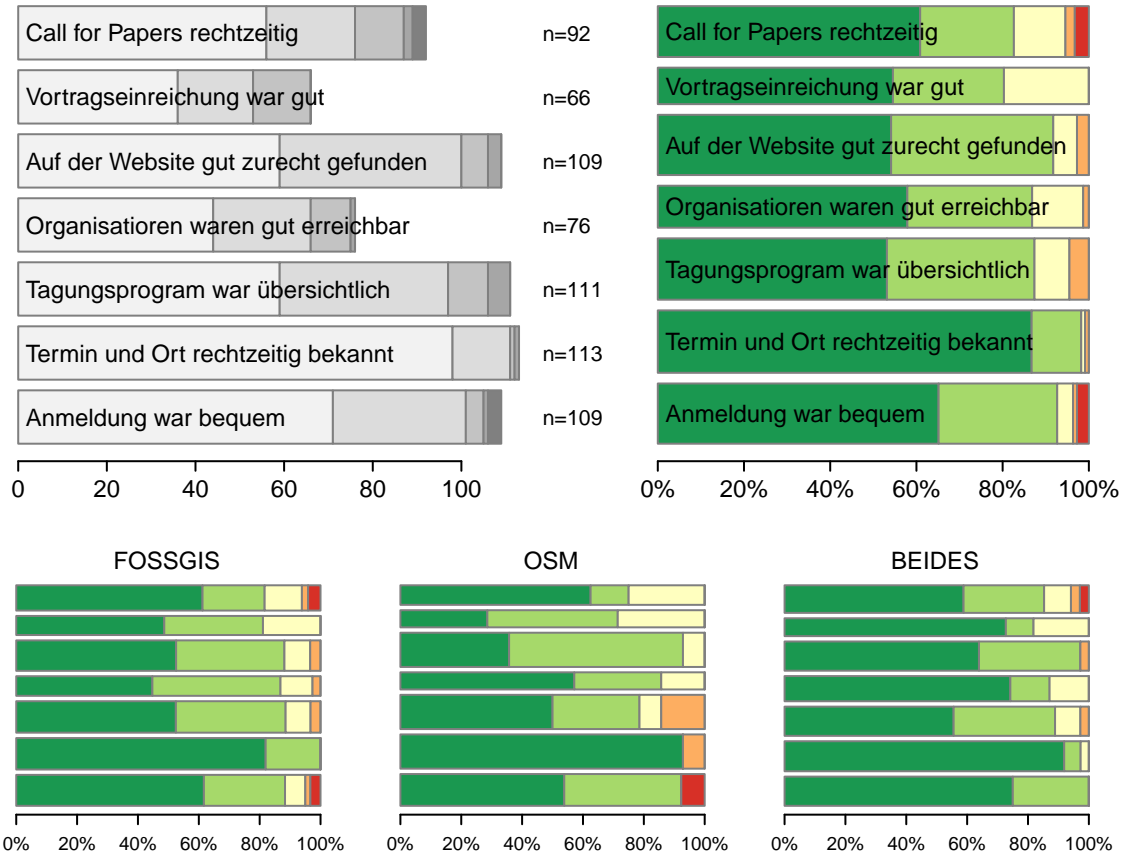 Call for Papers rechtzeitig
n=92
Vortragseinreichung war gut
n=66
Auf der Website gut zurecht gefunden
n=109
Organisatioren waren gut erreichbar
n=76
Tagungsprogram war übersichtlich
n=111
Termin und Ort rechtzeitig bekannt
n=113
Anmeldung war bequem
n=109
0 20 40 60 80 100
Call for Papers rechtzeitig
Vortragseinreichung war gut
Auf der Website gut zurecht gefunden
Organisatioren waren gut erreichbar
Tagungsprogram war übersichtlich
Termin und Ort rechtzeitig bekannt
Anmeldung war bequem
0% 20% 40% 60% 80% 100%
FOSSGIS
0% 20% 40% 60% 80% 100%
OSM
0% 20% 40% 60% 80% 100%
BEIDES
0% 20% 40% 60% 80% 100%